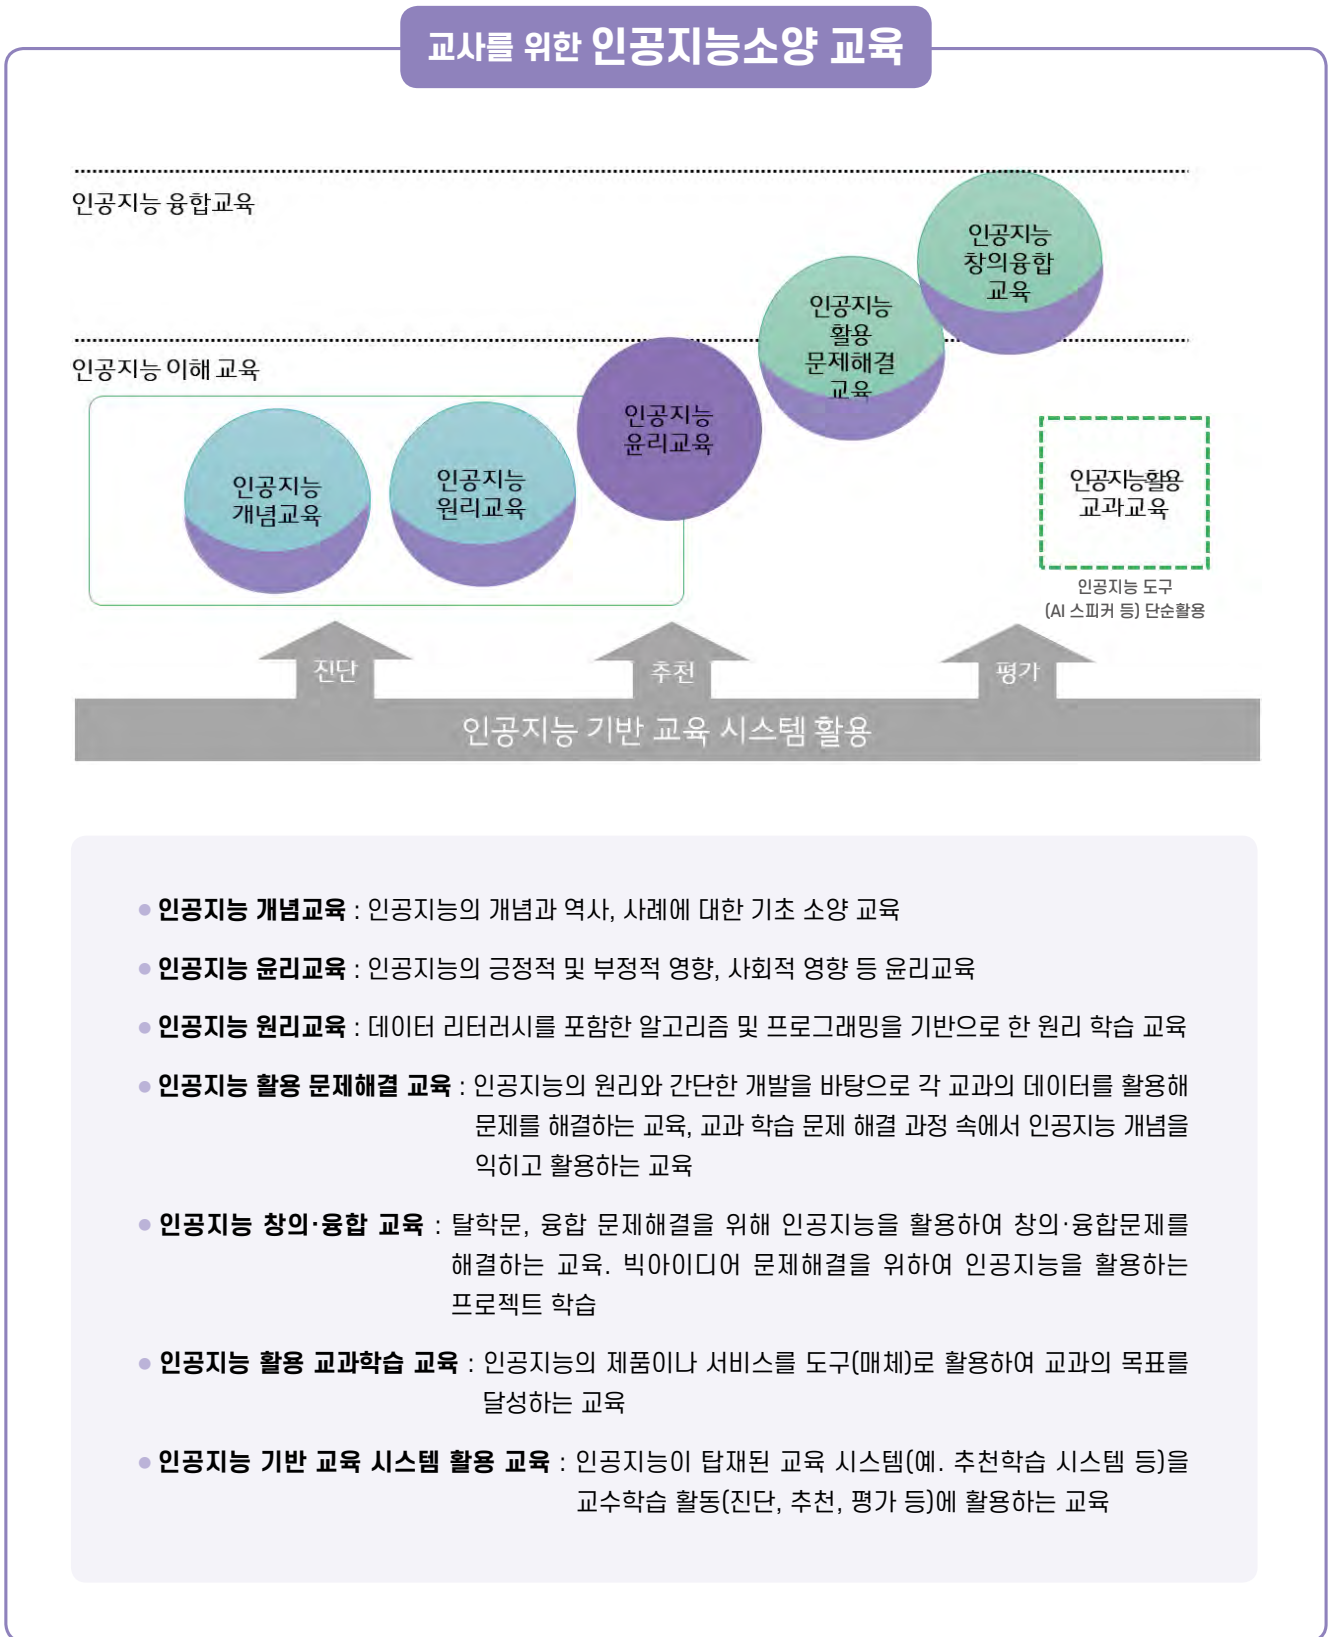 교사를 위한 인공지능소양 교육
인공지능 융합교육
인공지능
창의융합
교육
인공지능
활용
문제해결
교육
인공지능 이해 교육
인공지능
윤리교육
인공지능
개념교육
인공지능
원리교육
인공지능활용
교과교육
인공지능 도구
(AI 스피커 등) 단순활용
진단
추천
평가
인공지능 기반 교육 시스템 활용
● 인공지능 개념교육 : 인공지능의 개념과 역사, 사례에 대한 기초 소양 교육
● 인공지능 윤리교육 : 인공지능의 긍정적 및 부정적 영향, 사회적 영향 등 윤리교육
● 인공지능 원리교육 : 데이터 리터러시를 포함한 알고리즘 및 프로그래밍을 기반으로 한 원리 학습 교육
● 인공지능 활용 문제해결 교육 : 인공지능의 원리와 간단한 개발을 바탕으로 각 교과의 데이터를 활용해
문제를 해결하는 교육, 교과 학습 문제 해결 과정 속에서 인공지능 개념을
익히고 활용하는 교육
● 인공지능 창의·융합 교육 : 탈학문, 융합 문제해결을 위해 인공지능을 활용하여 창의·융합문제를
해결하는 교육. 빅아이디어 문제해결을 위하여 인공지능을 활용하는
프로젝트 학습
● 인공지능 활용 교과학습 교육 : 인공지능의 제품이나 서비스를 도구(매체)로 활용하여 교과의 목표를
달성하는 교육
● 인공지능 기반 교육 시스템 활용 교육 : 인공지능이 탑재된 교육 시스템(예. 추천학습 시스템 등)을
교수학습 활동(진단, 추천, 평가 등)에 활용하는 교육